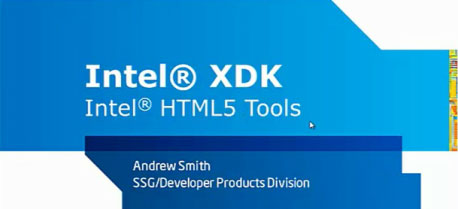 Intel® XDK
Intel® HTML5 Tools
Andrew Smith
SSG/Developer Products Division